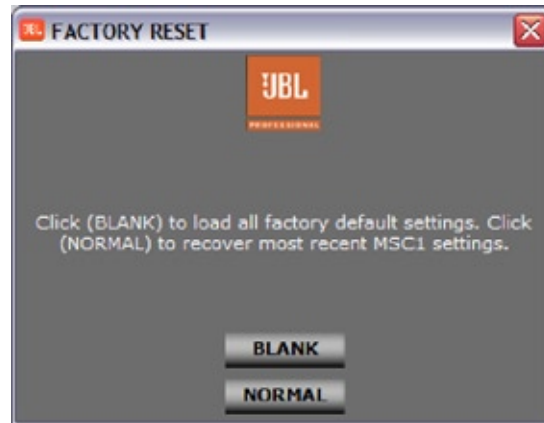 JBL FACTORY RESET
JBL
PROFESSIONAL
Click (BLANK) to load all factory default settings. Click
(NORMAL) to recover most recent MSC1 settings.
BLANK
NORMAL